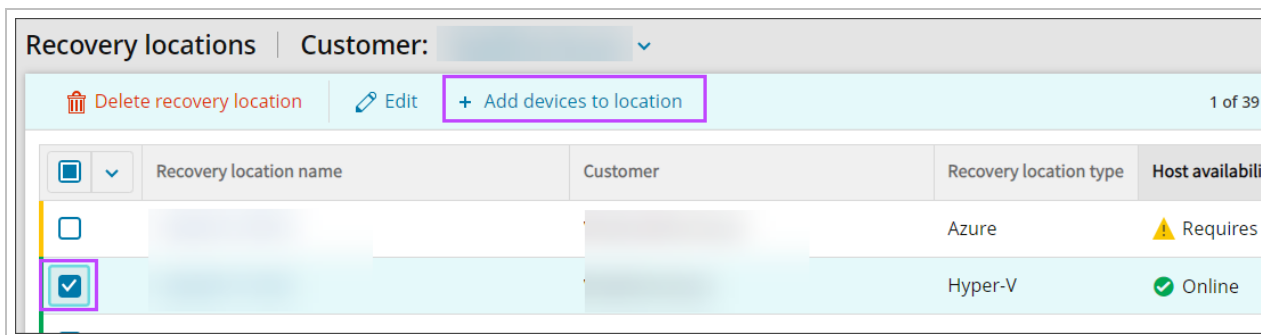 Recovery locations Customer:
Delete recovery location Edit + Add devices to location 1 of 39
Recovery location name Customer Recovery location type Host availabili
Azure Requires
Hyper-V Online